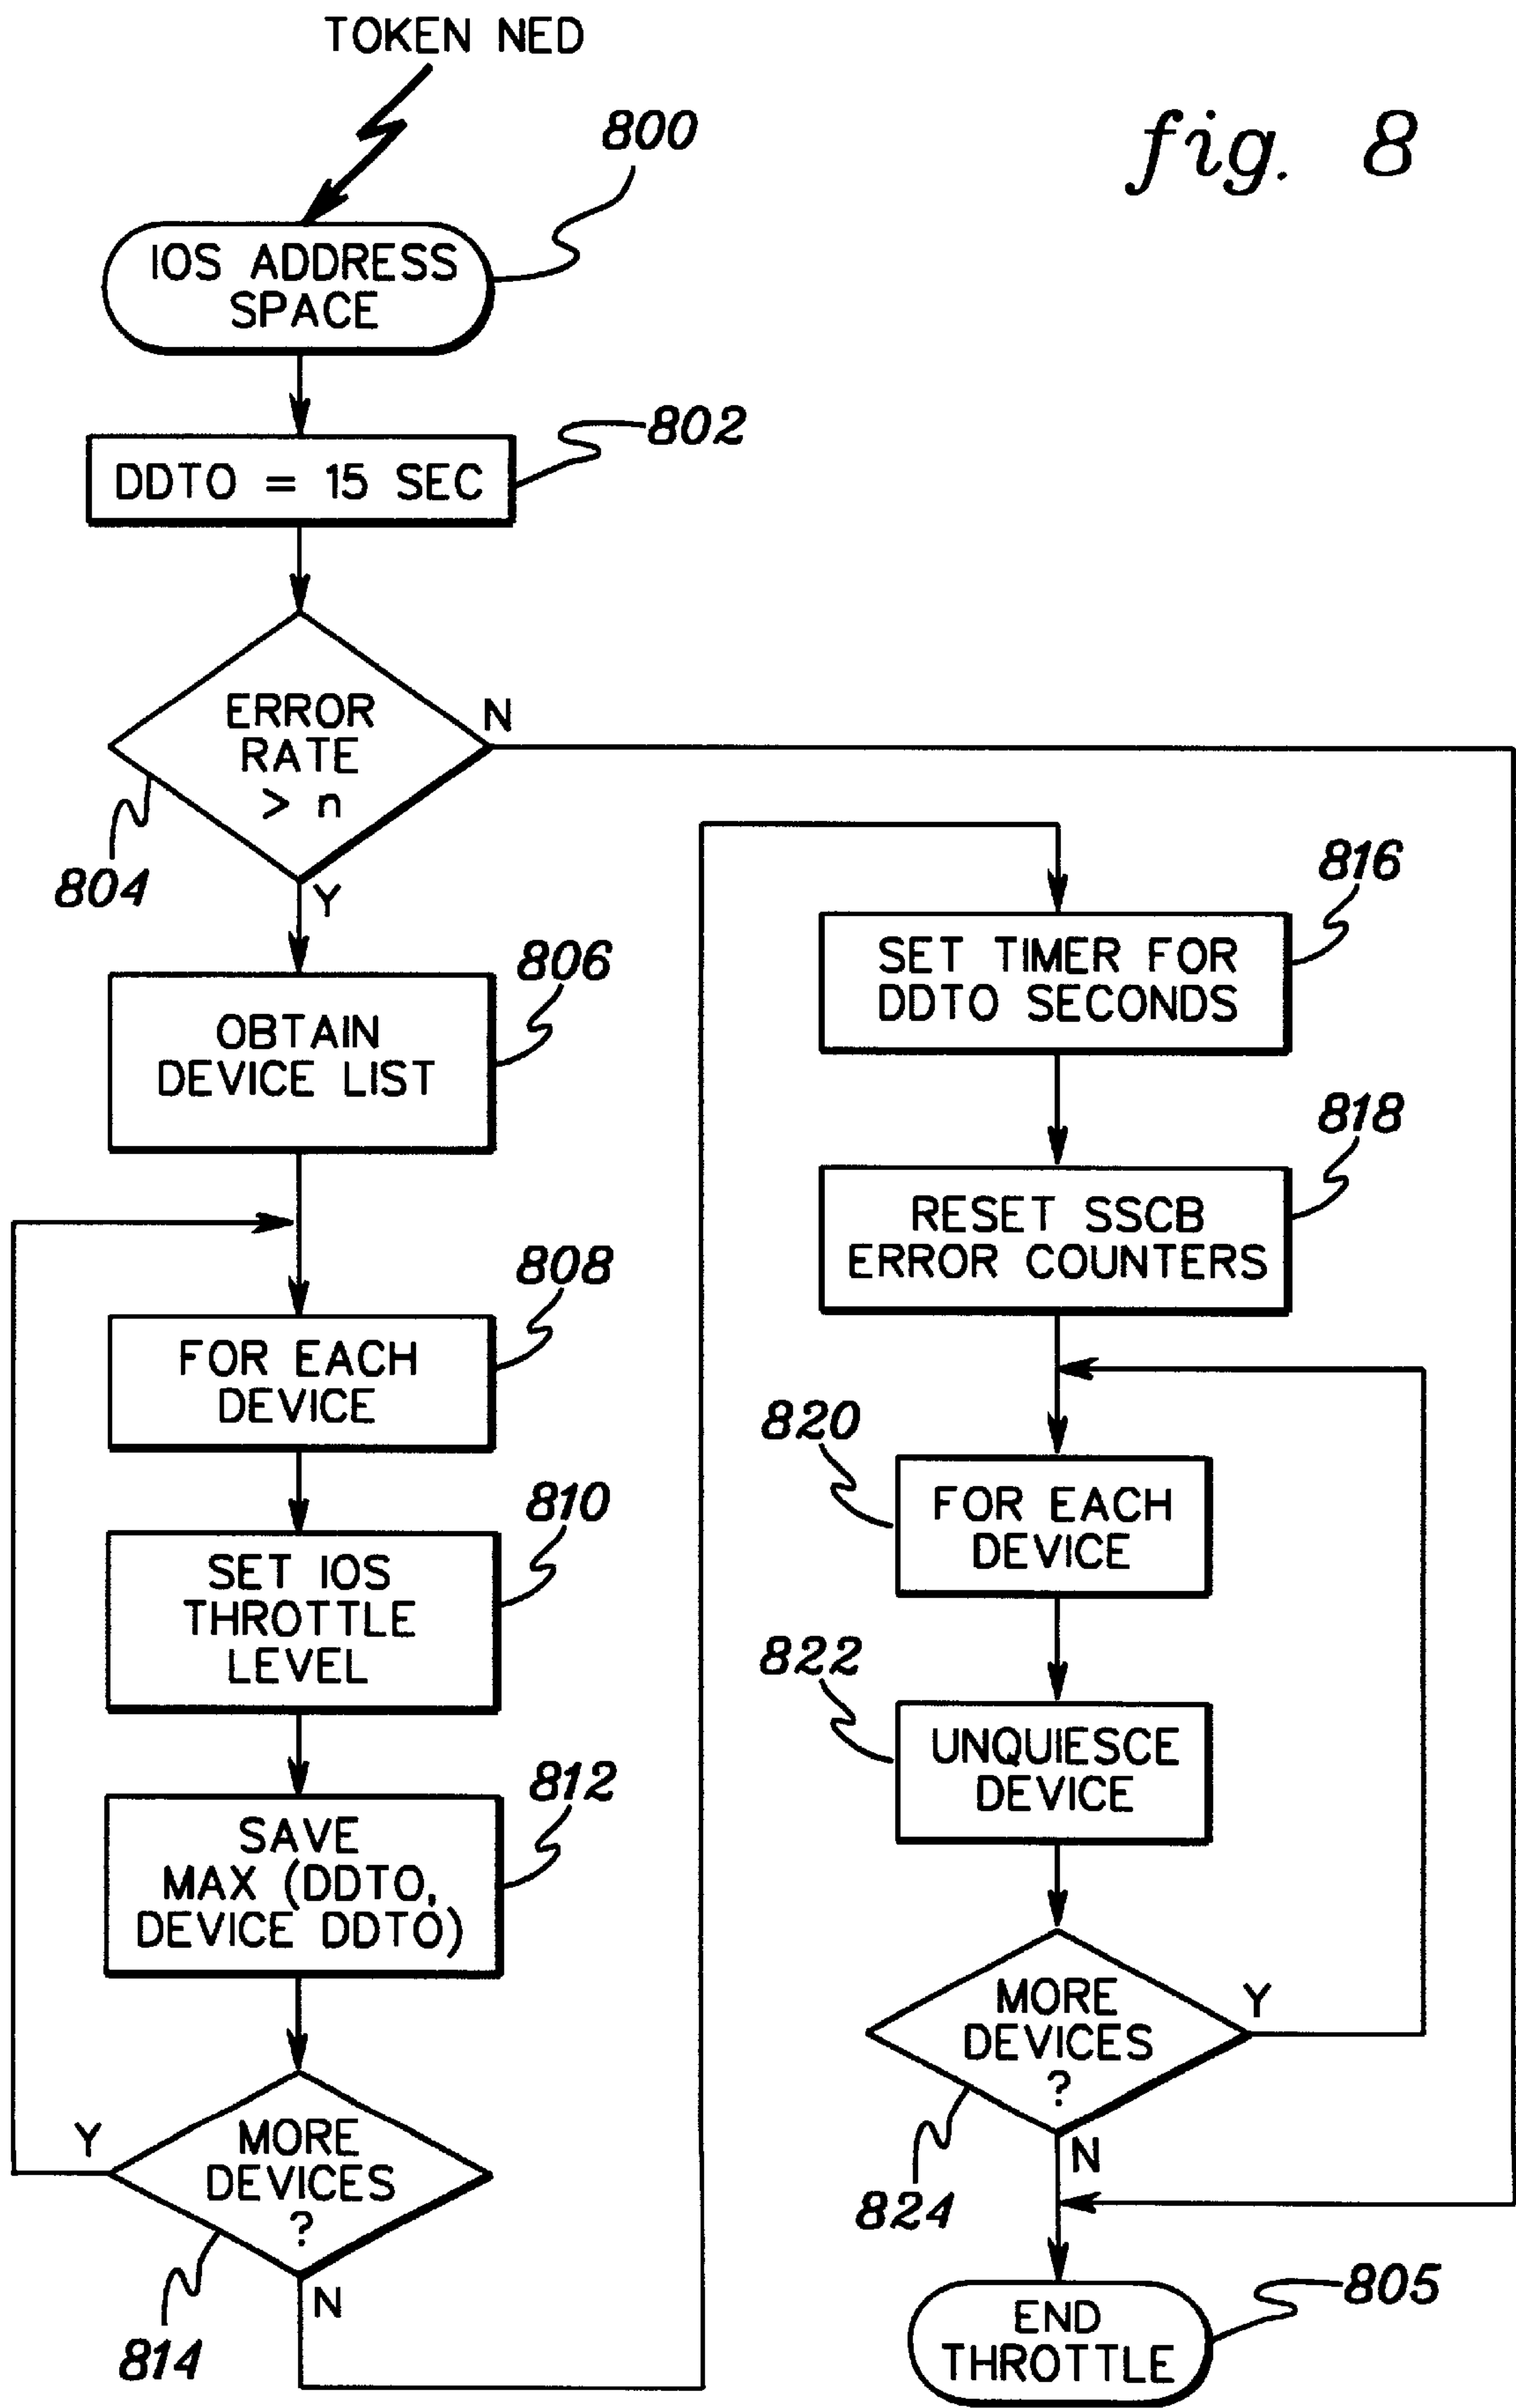 TOKEN NED
fig. 8
800
IOS ADDRESS
SPACE
802
DDTO = 15 SEC
ERROR
RATE
> n
N
804
Y
806
OBTAIN
DEVICE LIST
808
FOR EACH
DEVICE
810
SET IOS
THROTTLE
LEVEL
812
SAVE
MAX (DDTO,
DEVICE DDTO)
Y
MORE
DEVICES
?
814
N
816
SET TIMER FOR
DDTO SECONDS
818
RESET SSCB
ERROR COUNTERS
820
FOR EACH
DEVICE
822
UNQUIESCE
DEVICE
MORE
DEVICES
?
Y
824
N
805
END
THROTTLE